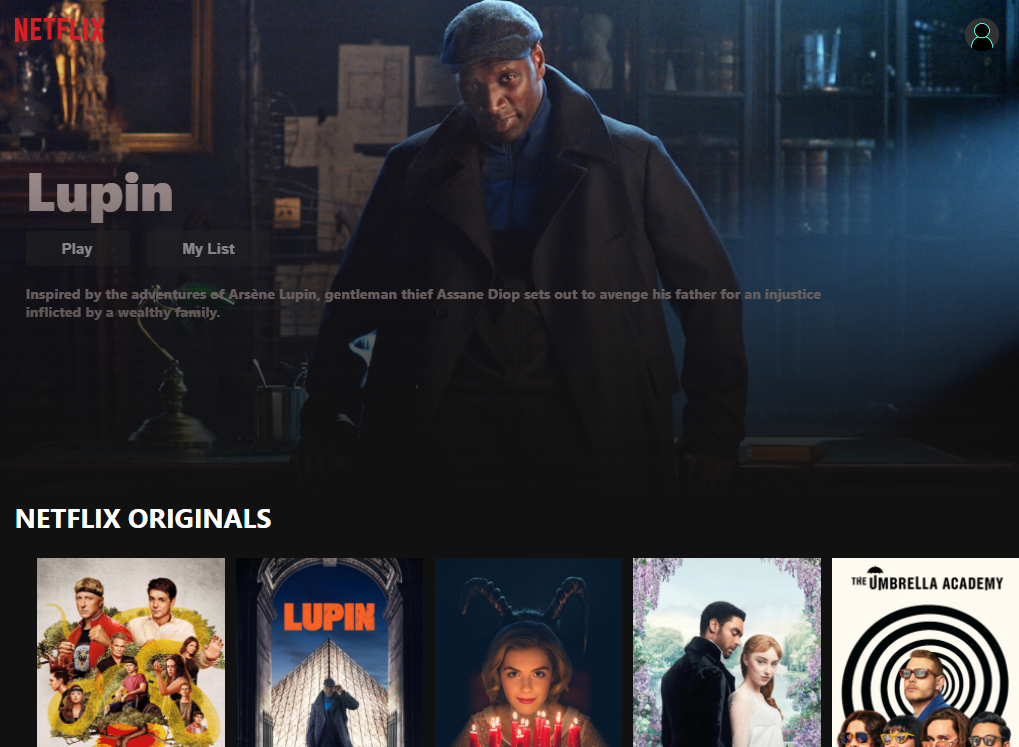 NETFLIX
Lupin
Play
My List
Inspired by the adventures of Arsène Lupin, gentleman thief Assane Diop sets out to avenge his father for an injustice
inflicted by a wealthy family.
NETFLIX ORIGINALS
LUPIN
THE UMBRELLA ACADEMY